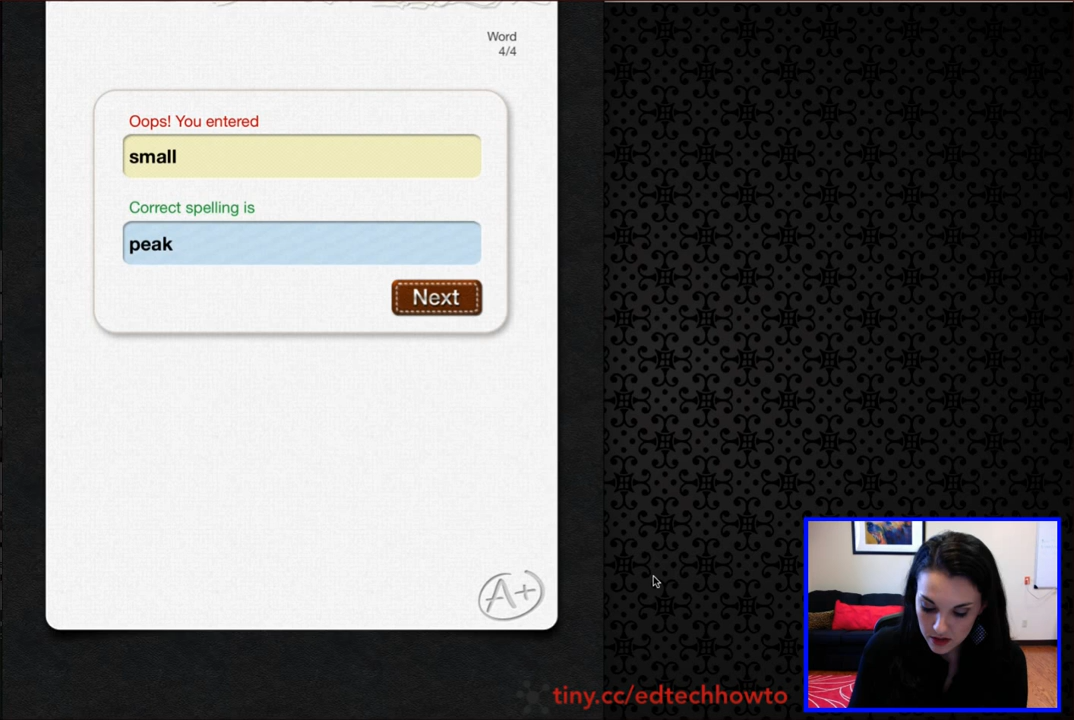 Word
4/4
Oops! You entered
small
Correct spelling is
peak
Next
A+
tiny.cc/edtechhowto